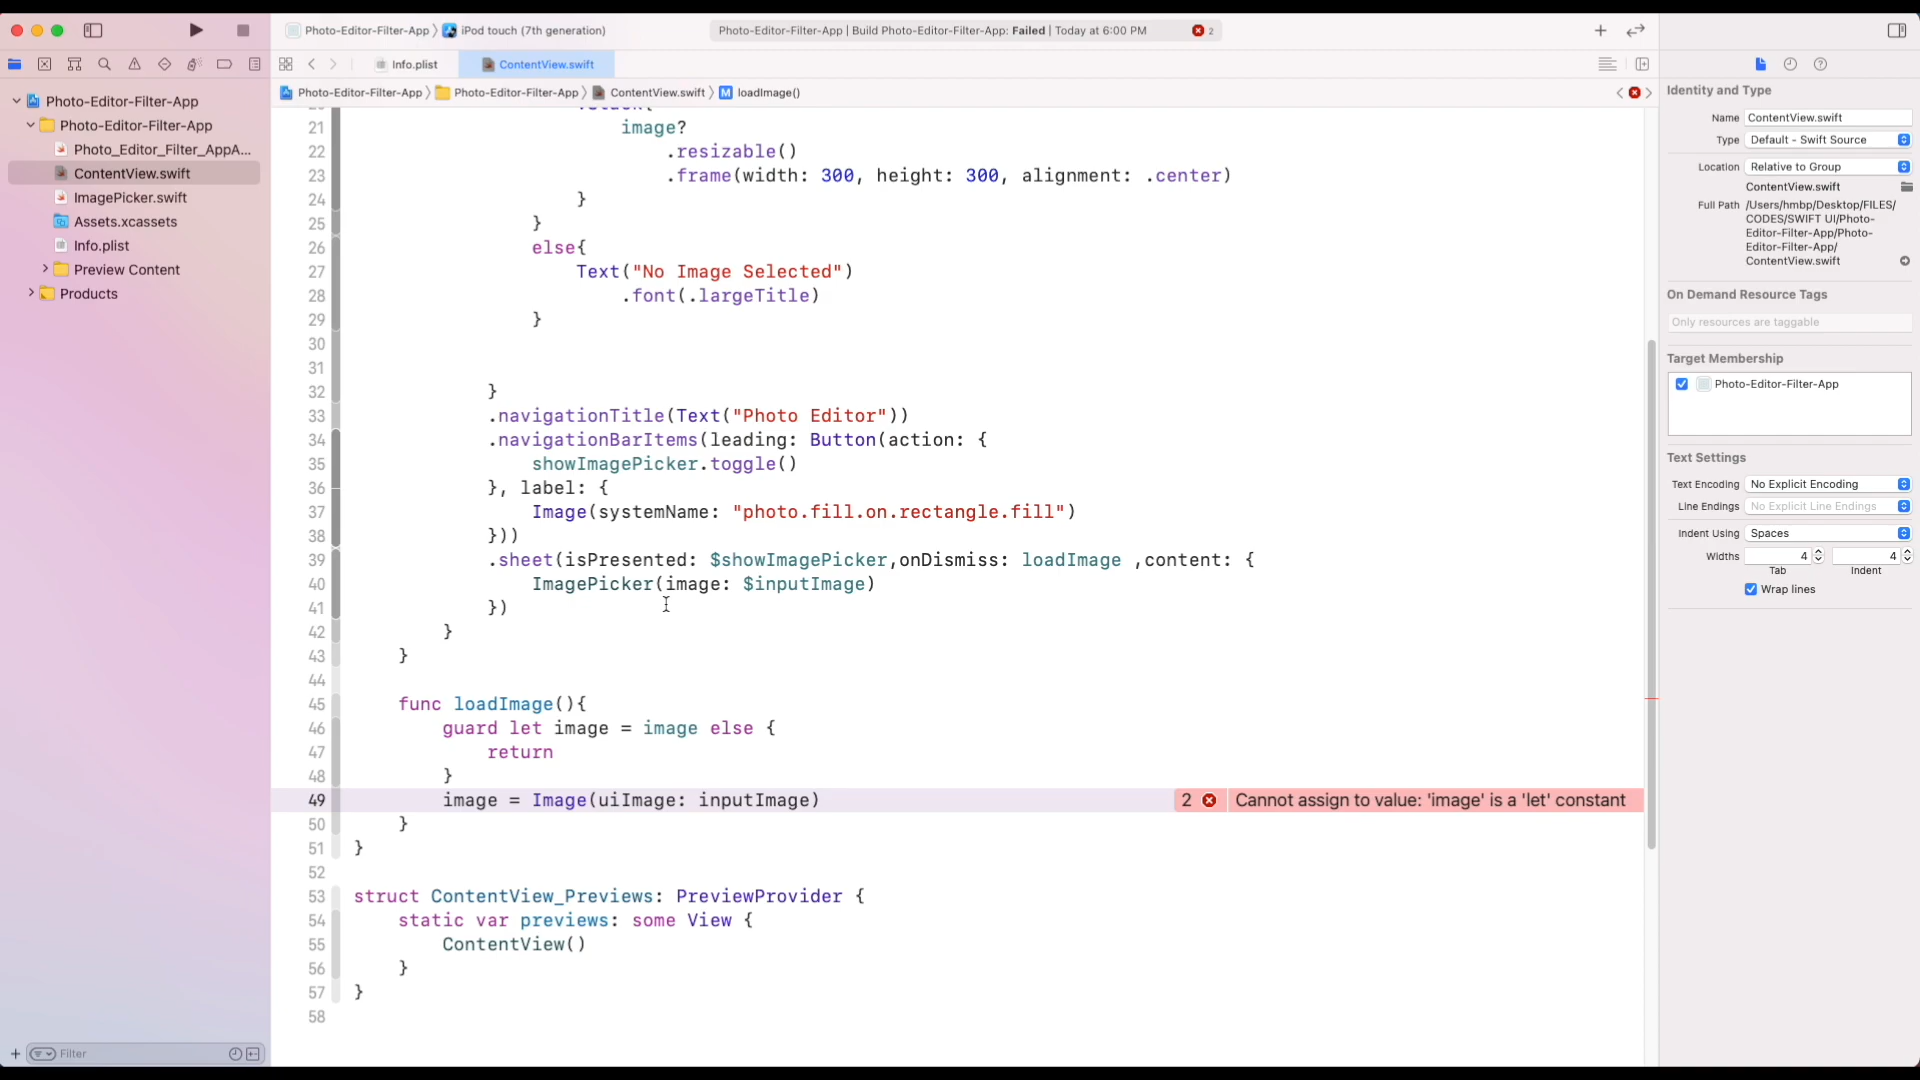 Photo-Editor-Filter-App
iPod touch (7th generation)
Photo-Editor-Filter-App | Build Photo-Editor-Filter-App: Failed | Today at 6:00 PM
2
Info.plist
ContentView.swift
Photo-Editor-Filter-App
Photo-Editor-Filter-App
ContentView.swift
M loadImage()
Photo-Editor-Filter-App
Photo-Editor-Filter-App
Photo_Editor_Filter_AppA...
ContentView.swift
ImagePicker.swift
Assets.xcassets
Info.plist
Preview Content
Products
Filter
21 image?
22 .resizable()
23 .frame(width: 300, height: 300, alignment: .center)
24 }
25 }
26 else{
27 Text("No Image Selected")
28 .font(.largeTitle)
29 }
30
31
32 }
33 .navigationTitle(Text("Photo Editor"))
34 .navigationBarItems(leading: Button(action: {
35 showImagePicker.toggle()
36 }, label: {
37 Image(systemName: "photo.fill.on.rectangle.fill")
38 }))
39 .sheet(isPresented: $showImagePicker,onDismiss: loadImage ,content: {
40 ImagePicker(image: $inputImage)
41 })
42 }
43 }
44
45 func loadImage(){
46 guard let image = image else {
47 return
48 }
49 image = Image(uiImage: inputImage) 2 Cannot assign to value: 'image' is a 'let' constant
50 }
51 }
52
53 struct ContentView_Previews: PreviewProvider {
54 static var previews: some View {
55 ContentView()
56 }
57 }
58
Identity and Type
Name ContentView.swift
Type Default - Swift Source
Location Relative to Group
ContentView.swift
Full Path /Users/hmbp/Desktop/FILES/
CODES/SWIFT UI/Photo-
Editor-Filter-App/Photo-
Editor-Filter-App/
ContentView.swift
On Demand Resource Tags
Only resources are taggable
Target Membership
Photo-Editor-Filter-App
Text Settings
Text Encoding No Explicit Encoding
Line Endings No Explicit Line Endings
Indent Using Spaces
Widths 4 4
Tab Indent
Wrap lines